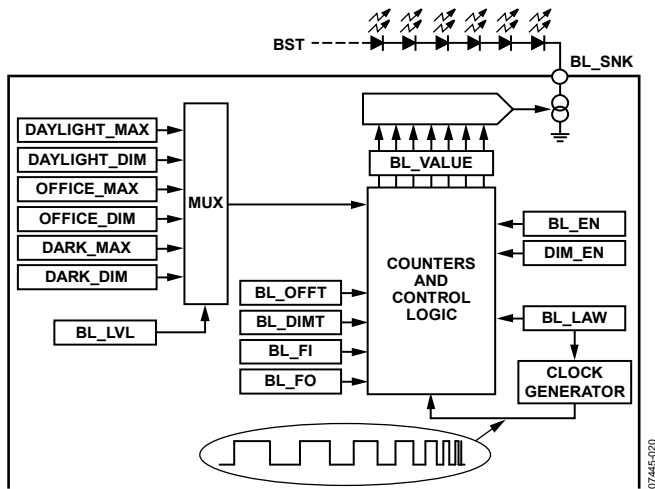 BST
BL_SNK
DAYLIGHT_MAX
DAYLIGHT_DIM
OFFICE_MAX
OFFICE_DIM
DARK_MAX
DARK_DIM
MUX
BL_LVL
BL_VALUE
COUNTERS
AND
CONTROL
LOGIC
BL_OFFT
BL_DIMT
BL_FI
BL_FO
BL_EN
DIM_EN
BL_LAW
CLOCK
GENERATOR
07445-020